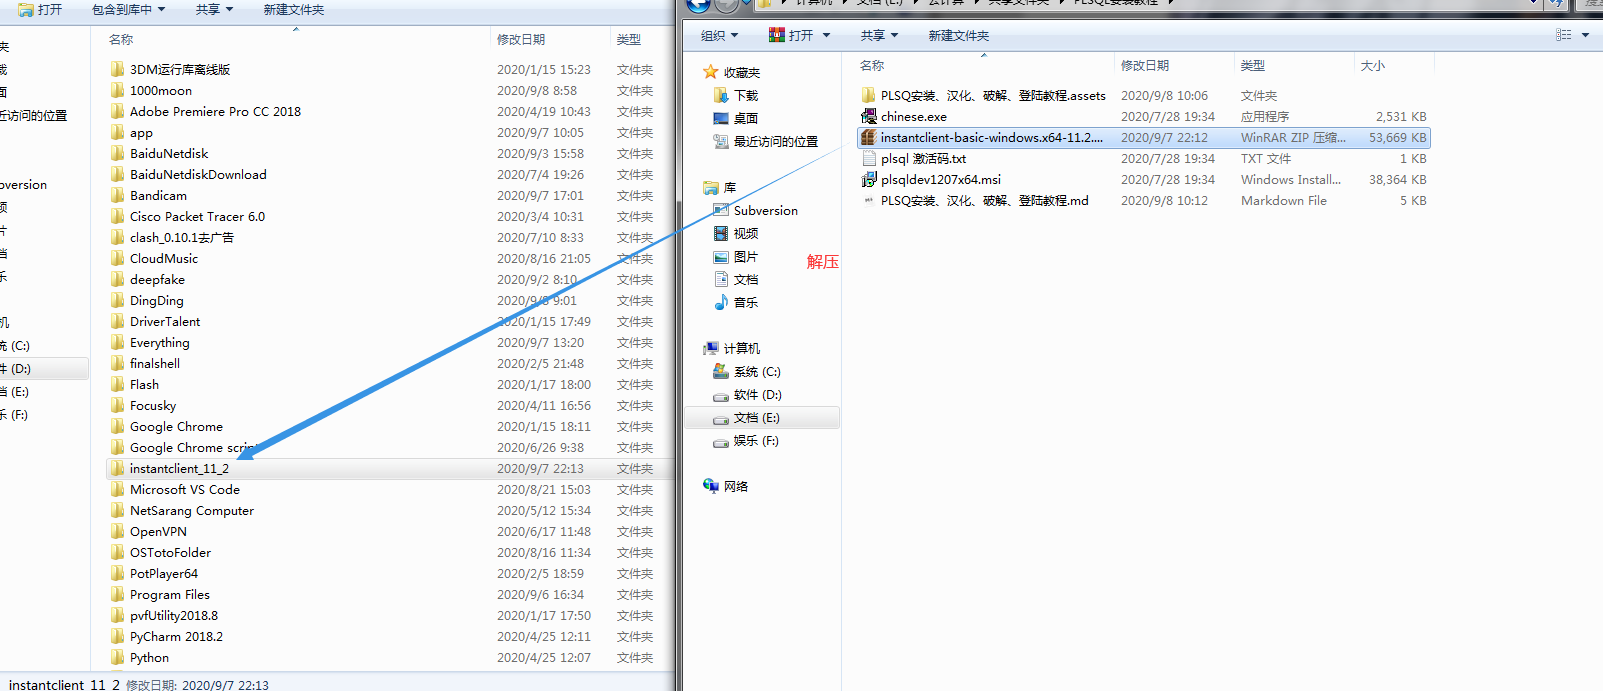 打开 包含到库中 共享 新建文件夹
名称 修改日期 类型
近访问的位置
(C:)
(D:)
(E:)
(F:)
3DM运行库离线版 2020/1/15 15:23 文件夹
1000moon 2020/9/8 8:58 文件夹
Adobe Premiere Pro CC 2018 2020/4/19 10:43 文件夹
app 2020/9/7 10:05 文件夹
BaiduNetdisk 2020/9/3 15:58 文件夹
BaiduNetdiskDownload 2020/7/4 19:26 文件夹
Bandicam 2020/9/7 17:01 文件夹
Cisco Packet Tracer 6.0 2020/3/4 10:31 文件夹
clash_0.10.1去广告 2020/7/10 8:33 文件夹
CloudMusic 2020/8/16 21:05 文件夹
deepfake 2020/9/2 8:10 文件夹
DingDing 2020/9/8 9:01 文件夹
DriverTalent 2020/1/15 17:49 文件夹
Everything 2020/9/7 13:20 文件夹
finalshell 2020/2/5 21:48 文件夹
Flash 2020/1/17 18:00 文件夹
Focusky 2020/4/11 16:56 文件夹
Google Chrome 2020/1/15 18:11 文件夹
Google Chrome script 2020/6/26 9:38 文件夹
instantclient_11_2 2020/9/7 22:13 文件夹
Microsoft VS Code 2020/8/21 15:03 文件夹
NetSarang Computer 2020/5/12 15:34 文件夹
OpenVPN 2020/6/17 11:48 文件夹
OSTotoFolder 2020/8/16 11:34 文件夹
PotPlayer64 2020/2/5 18:59 文件夹
Program Files 2020/9/6 16:34 文件夹
pvfUtility2018.8 2020/1/17 17:50 文件夹
PyCharm 2018.2 2020/4/25 12:11 文件夹
Python 2020/4/25 12:07 文件夹
instantclient_11_2 修改日期: 2020/9/7 22:13
计算机 文档 (E:) 云计算 共享文件夹 PLSQL安装教程
组织 打开 共享 新建文件夹
收藏夹
下载
桌面
最近访问的位置
库
Subversion
视频
图片
文档
音乐
计算机
系统 (C:)
软件 (D:)
文档 (E:)
娱乐 (F:)
网络
解压
名称 修改日期 类型 大小
PLSQ安装、汉化、破解、登陆教程.assets 2020/9/8 10:06 文件夹
chinese.exe 2020/7/28 19:34 应用程序 2,531 KB
instantclient-basic-windows.x64-11.2.... 2020/9/7 22:12 WinRAR ZIP 压缩... 53,669 KB
plsql 激活码.txt 2020/7/28 19:34 TXT 文件 1 KB
plsqldev1207x64.msi 2020/7/28 19:34 Windows Install... 38,364 KB
PLSQ安装、汉化、破解、登陆教程.md 2020/9/8 10:12 Markdown File 5 KB